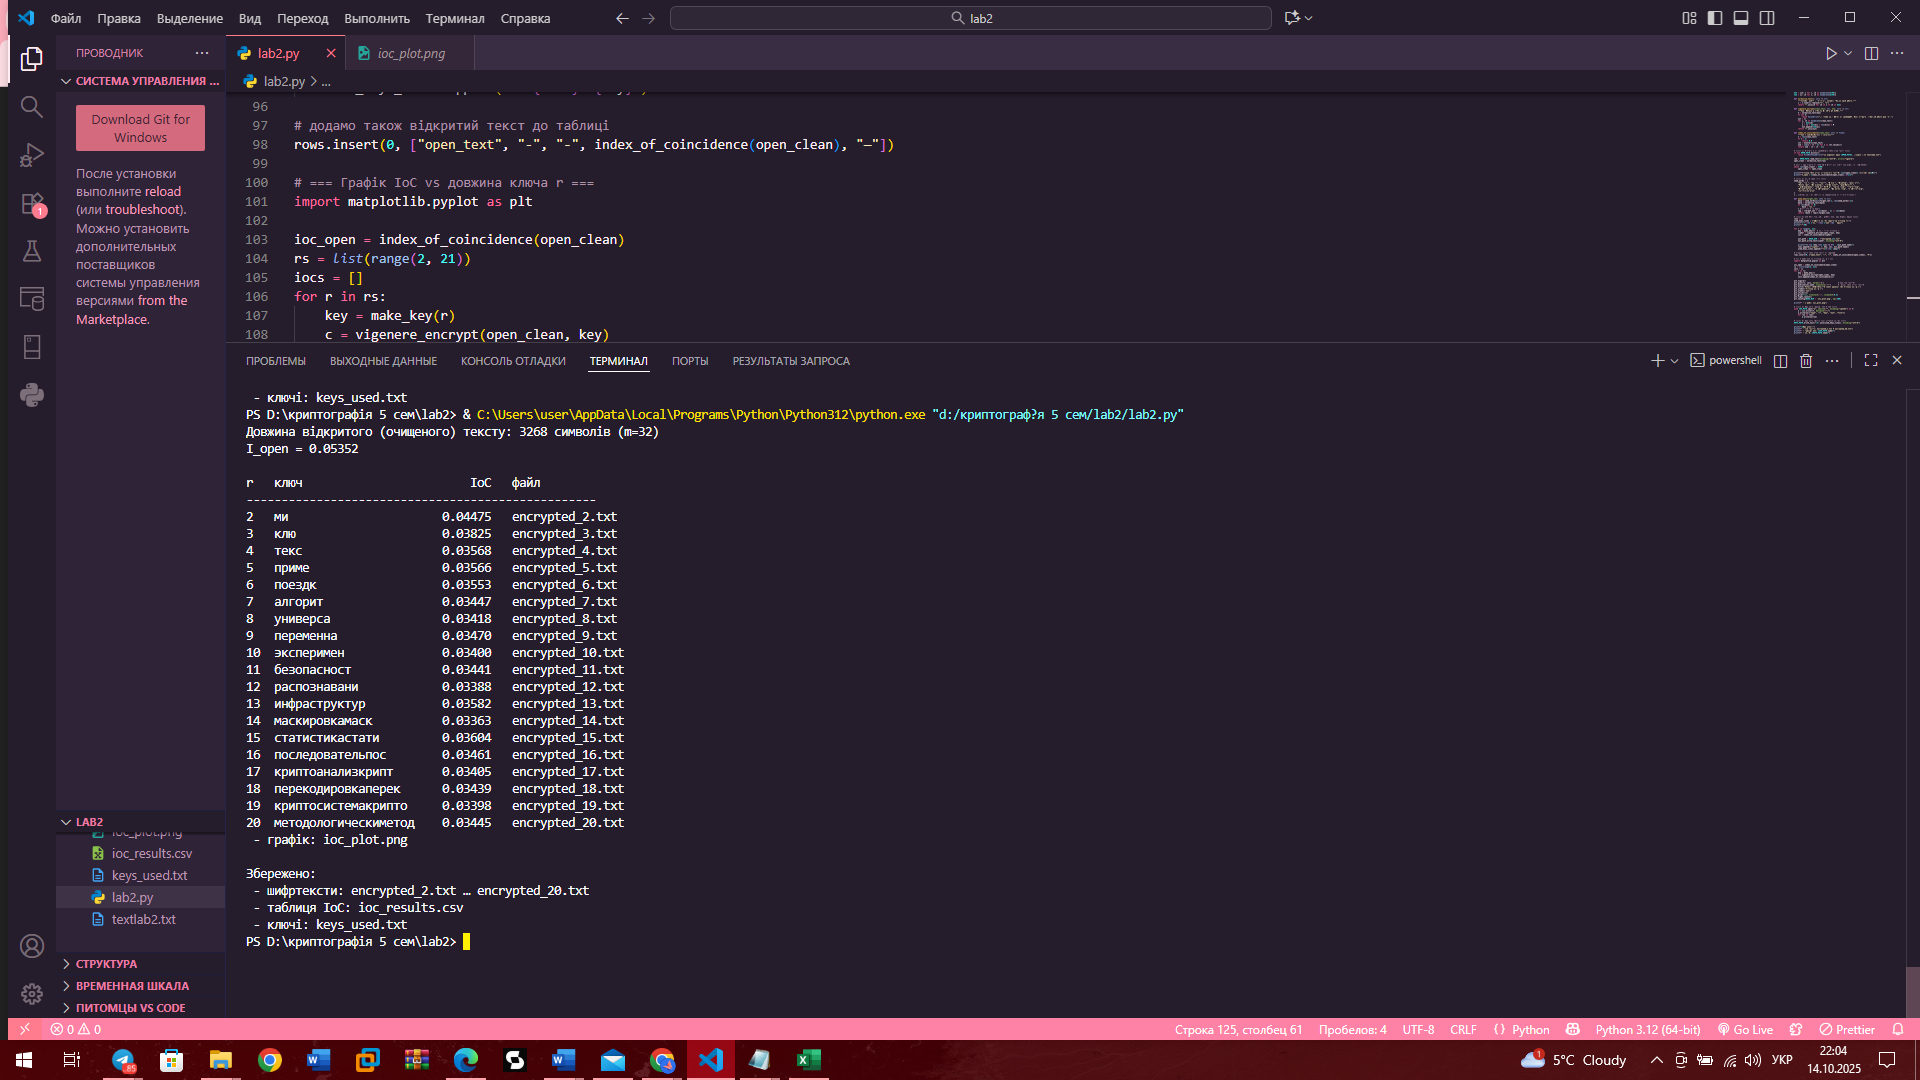 Файл Правка Выделение Вид Переход Выполнить Терминал Справка
lab2
ПРОВОДНИК
lab2.py
ioc_plot.png
СИСТЕМА УПРАВЛЕНИЯ ...
lab2.py > ...
Download Git for
Windows
После установки
выполните reload
(или troubleshoot).
Можно установить
дополнительных
поставщиков
системы управления
версиями from the
Marketplace.
1
96
97 # додамо також відкритий текст до таблиці
98 rows.insert(0, ["open_text", "-", "-", index_of_coincidence(open_clean), "—"])
99
100 # === Графік IoC vs довжина ключа r ===
101 import matplotlib.pyplot as plt
102
103 ioc_open = index_of_coincidence(open_clean)
104 rs = list(range(2, 21))
105 iocs = []
106 for r in rs:
107 key = make_key(r)
108 c = vigenere_encrypt(open_clean, key)
ПРОБЛЕМЫ ВЫХОДНЫЕ ДАННЫЕ КОНСОЛЬ ОТЛАДКИ ТЕРМИНАЛ ПОРТЫ РЕЗУЛЬТАТЫ ЗАПРОСА
powershell
- ключі: keys_used.txt
PS D:\криптографія 5 сем\lab2> & C:\Users\user\AppData\Local\Programs\Python\Python312\python.exe "d:/криптограф?я 5 сем/lab2/lab2.py"
Довжина відкритого (очищеного) тексту: 3268 символів (m=32)
I_open = 0.05352
r ключ IoC файл
--------------------------------------------------
2 ми 0.04475 encrypted_2.txt
3 клю 0.03825 encrypted_3.txt
4 текс 0.03568 encrypted_4.txt
5 приме 0.03566 encrypted_5.txt
6 поездк 0.03553 encrypted_6.txt
7 алгорит 0.03447 encrypted_7.txt
8 универса 0.03418 encrypted_8.txt
9 переменна 0.03470 encrypted_9.txt
10 эксперимен 0.03400 encrypted_10.txt
11 безопасност 0.03441 encrypted_11.txt
12 распознавани 0.03388 encrypted_12.txt
13 инфраструктур 0.03582 encrypted_13.txt
14 маскировкамаск 0.03363 encrypted_14.txt
15 статистикастати 0.03604 encrypted_15.txt
16 последовательпос 0.03461 encrypted_16.txt
17 криптоанализкрипт 0.03405 encrypted_17.txt
18 перекодировкаперек 0.03439 encrypted_18.txt
19 криптосистемакрипто 0.03398 encrypted_19.txt
20 методологическиметод 0.03445 encrypted_20.txt
- графік: ioc_plot.png
Збережено:
- шифртексти: encrypted_2.txt … encrypted_20.txt
- таблиця IoC: ioc_results.csv
- ключі: keys_used.txt
PS D:\криптографія 5 сем\lab2>
LAB2
ioc_plot.png
ioc_results.csv
keys_used.txt
lab2.py
textlab2.txt
СТРУКТУРА
ВРЕМЕННАЯ ШКАЛА
ПИТОМЦЫ VS CODE
0 0
Строка 125, столбец 61 Пробелов: 4 UTF-8 CRLF {} Python Python 3.12 (64-bit) Go Live Prettier
1 5°C Cloudy
УКР
22:04
14.10.2025